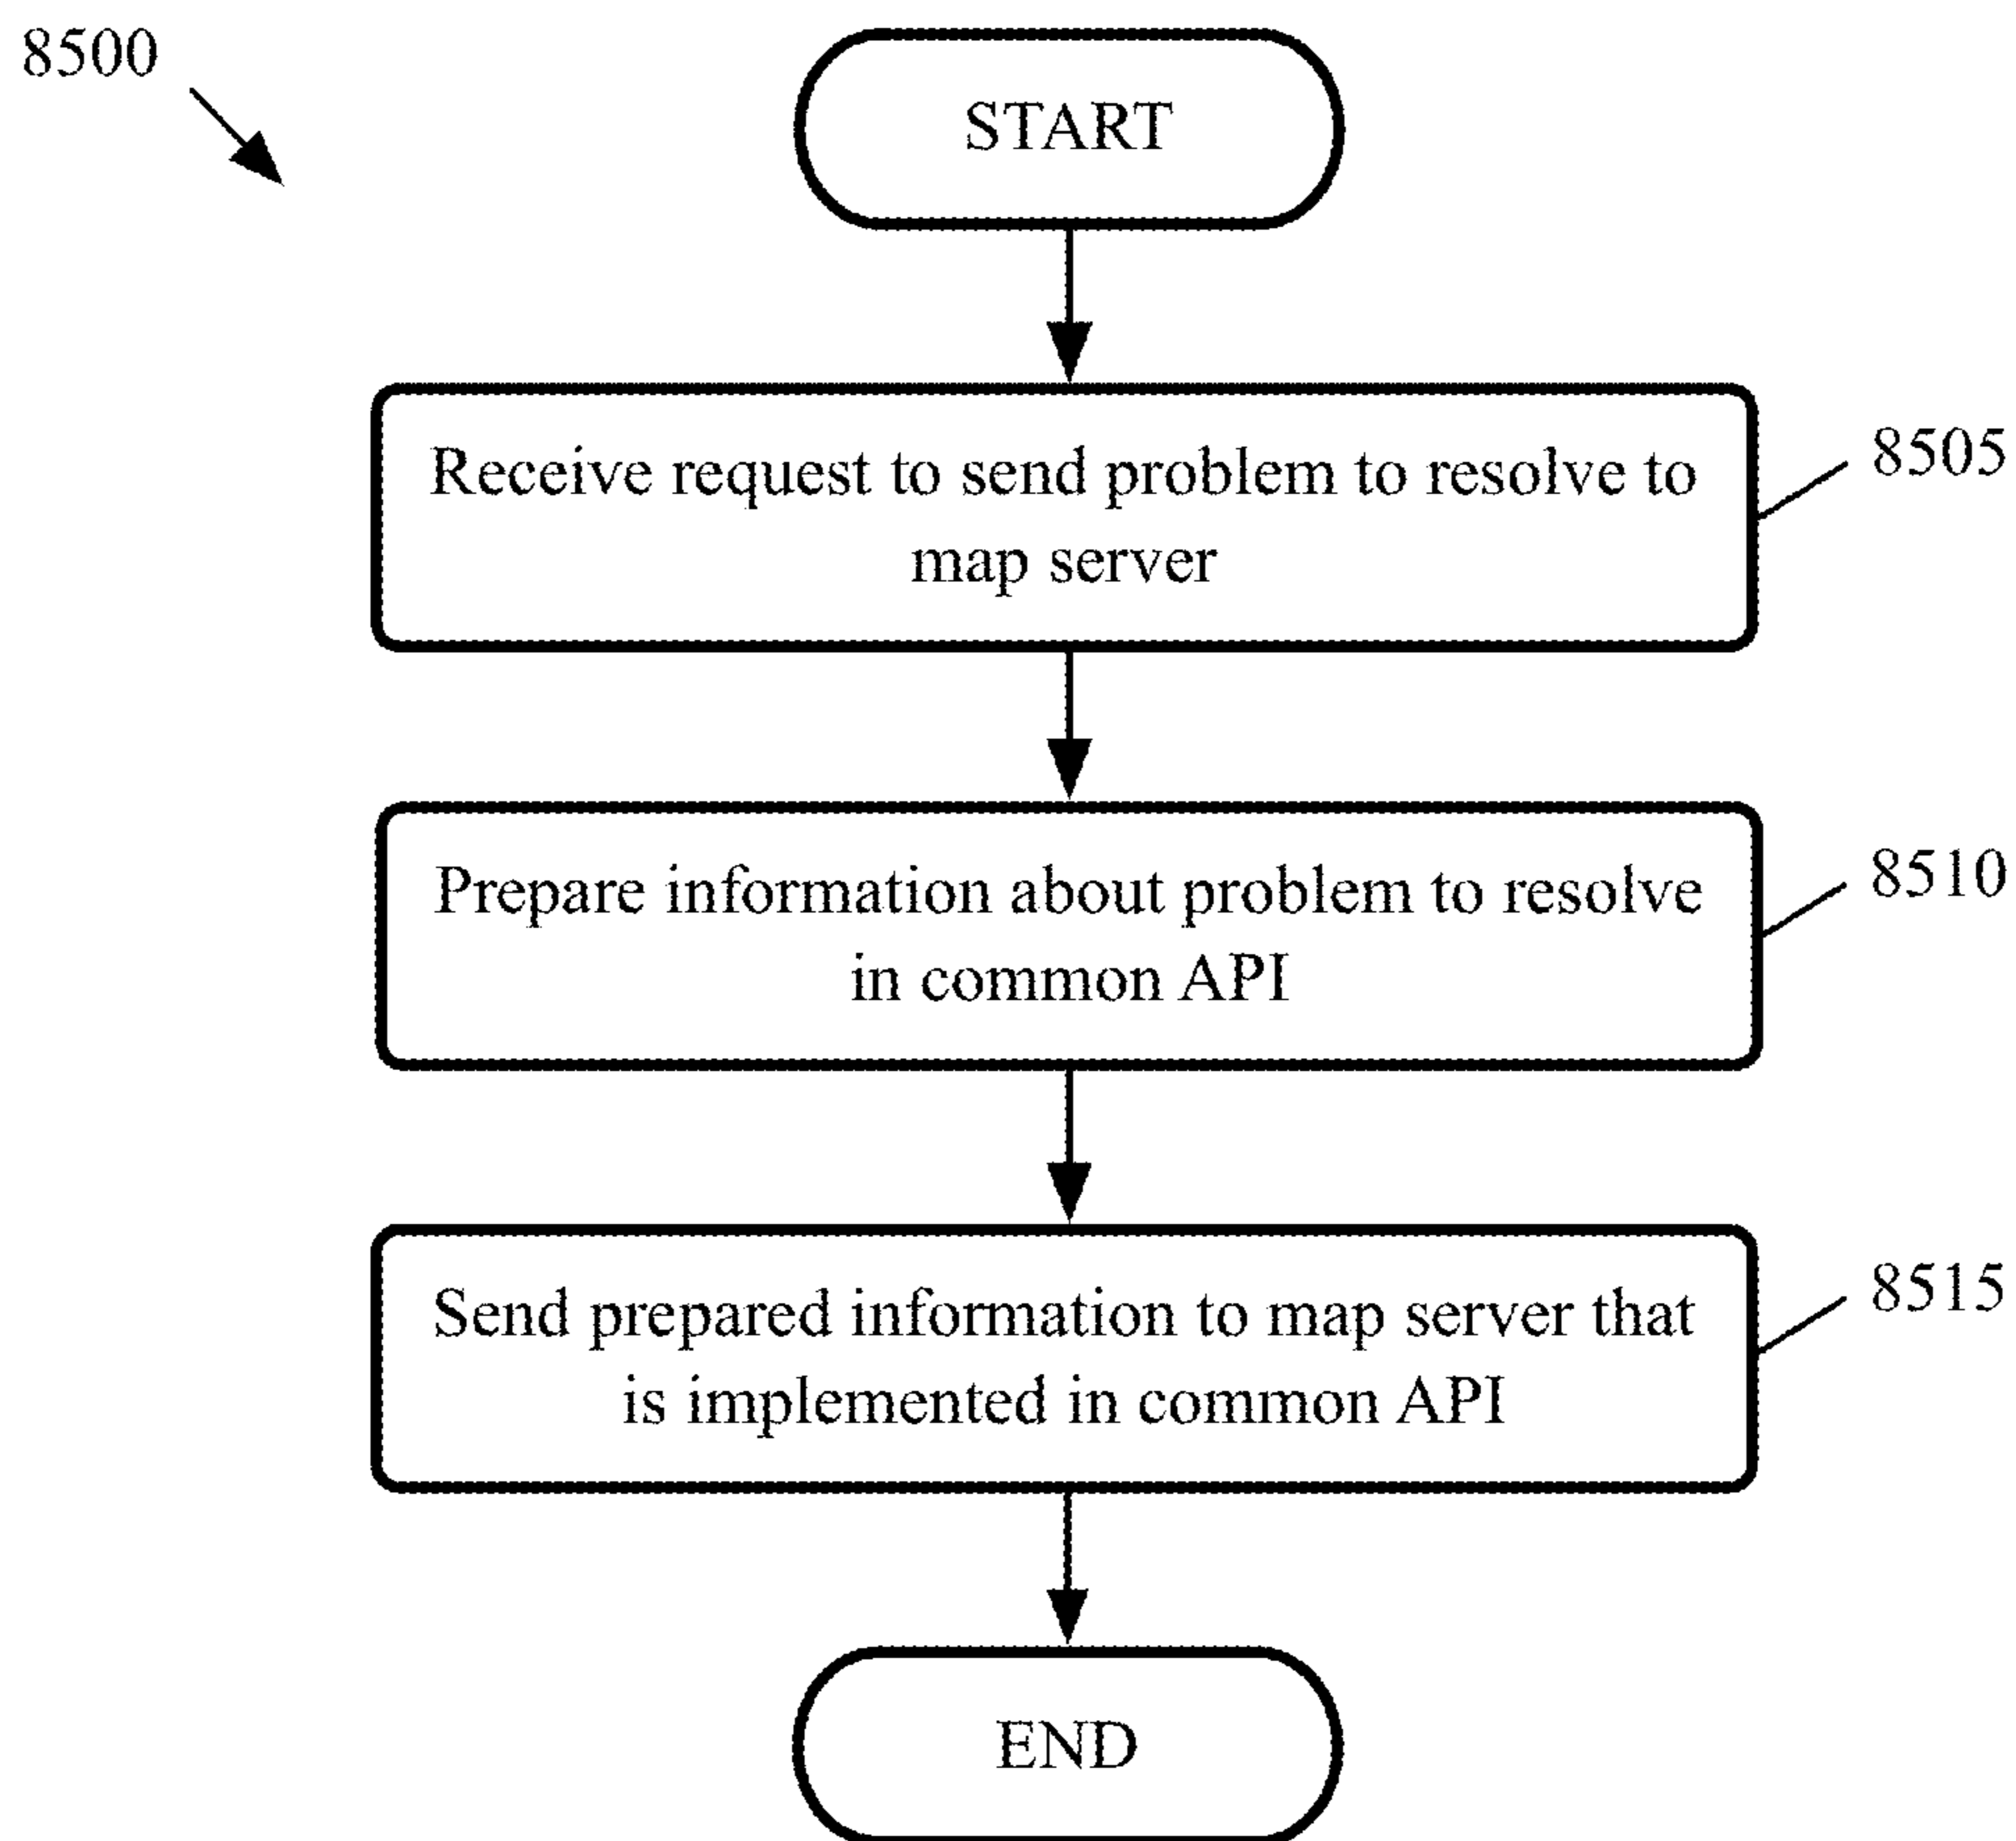 8500
START
Receive request to send problem to resolve to
map server
8505
Prepare information about problem to resolve
in common API
8510
Send prepared information to map server that
is implemented in common API
8515
END